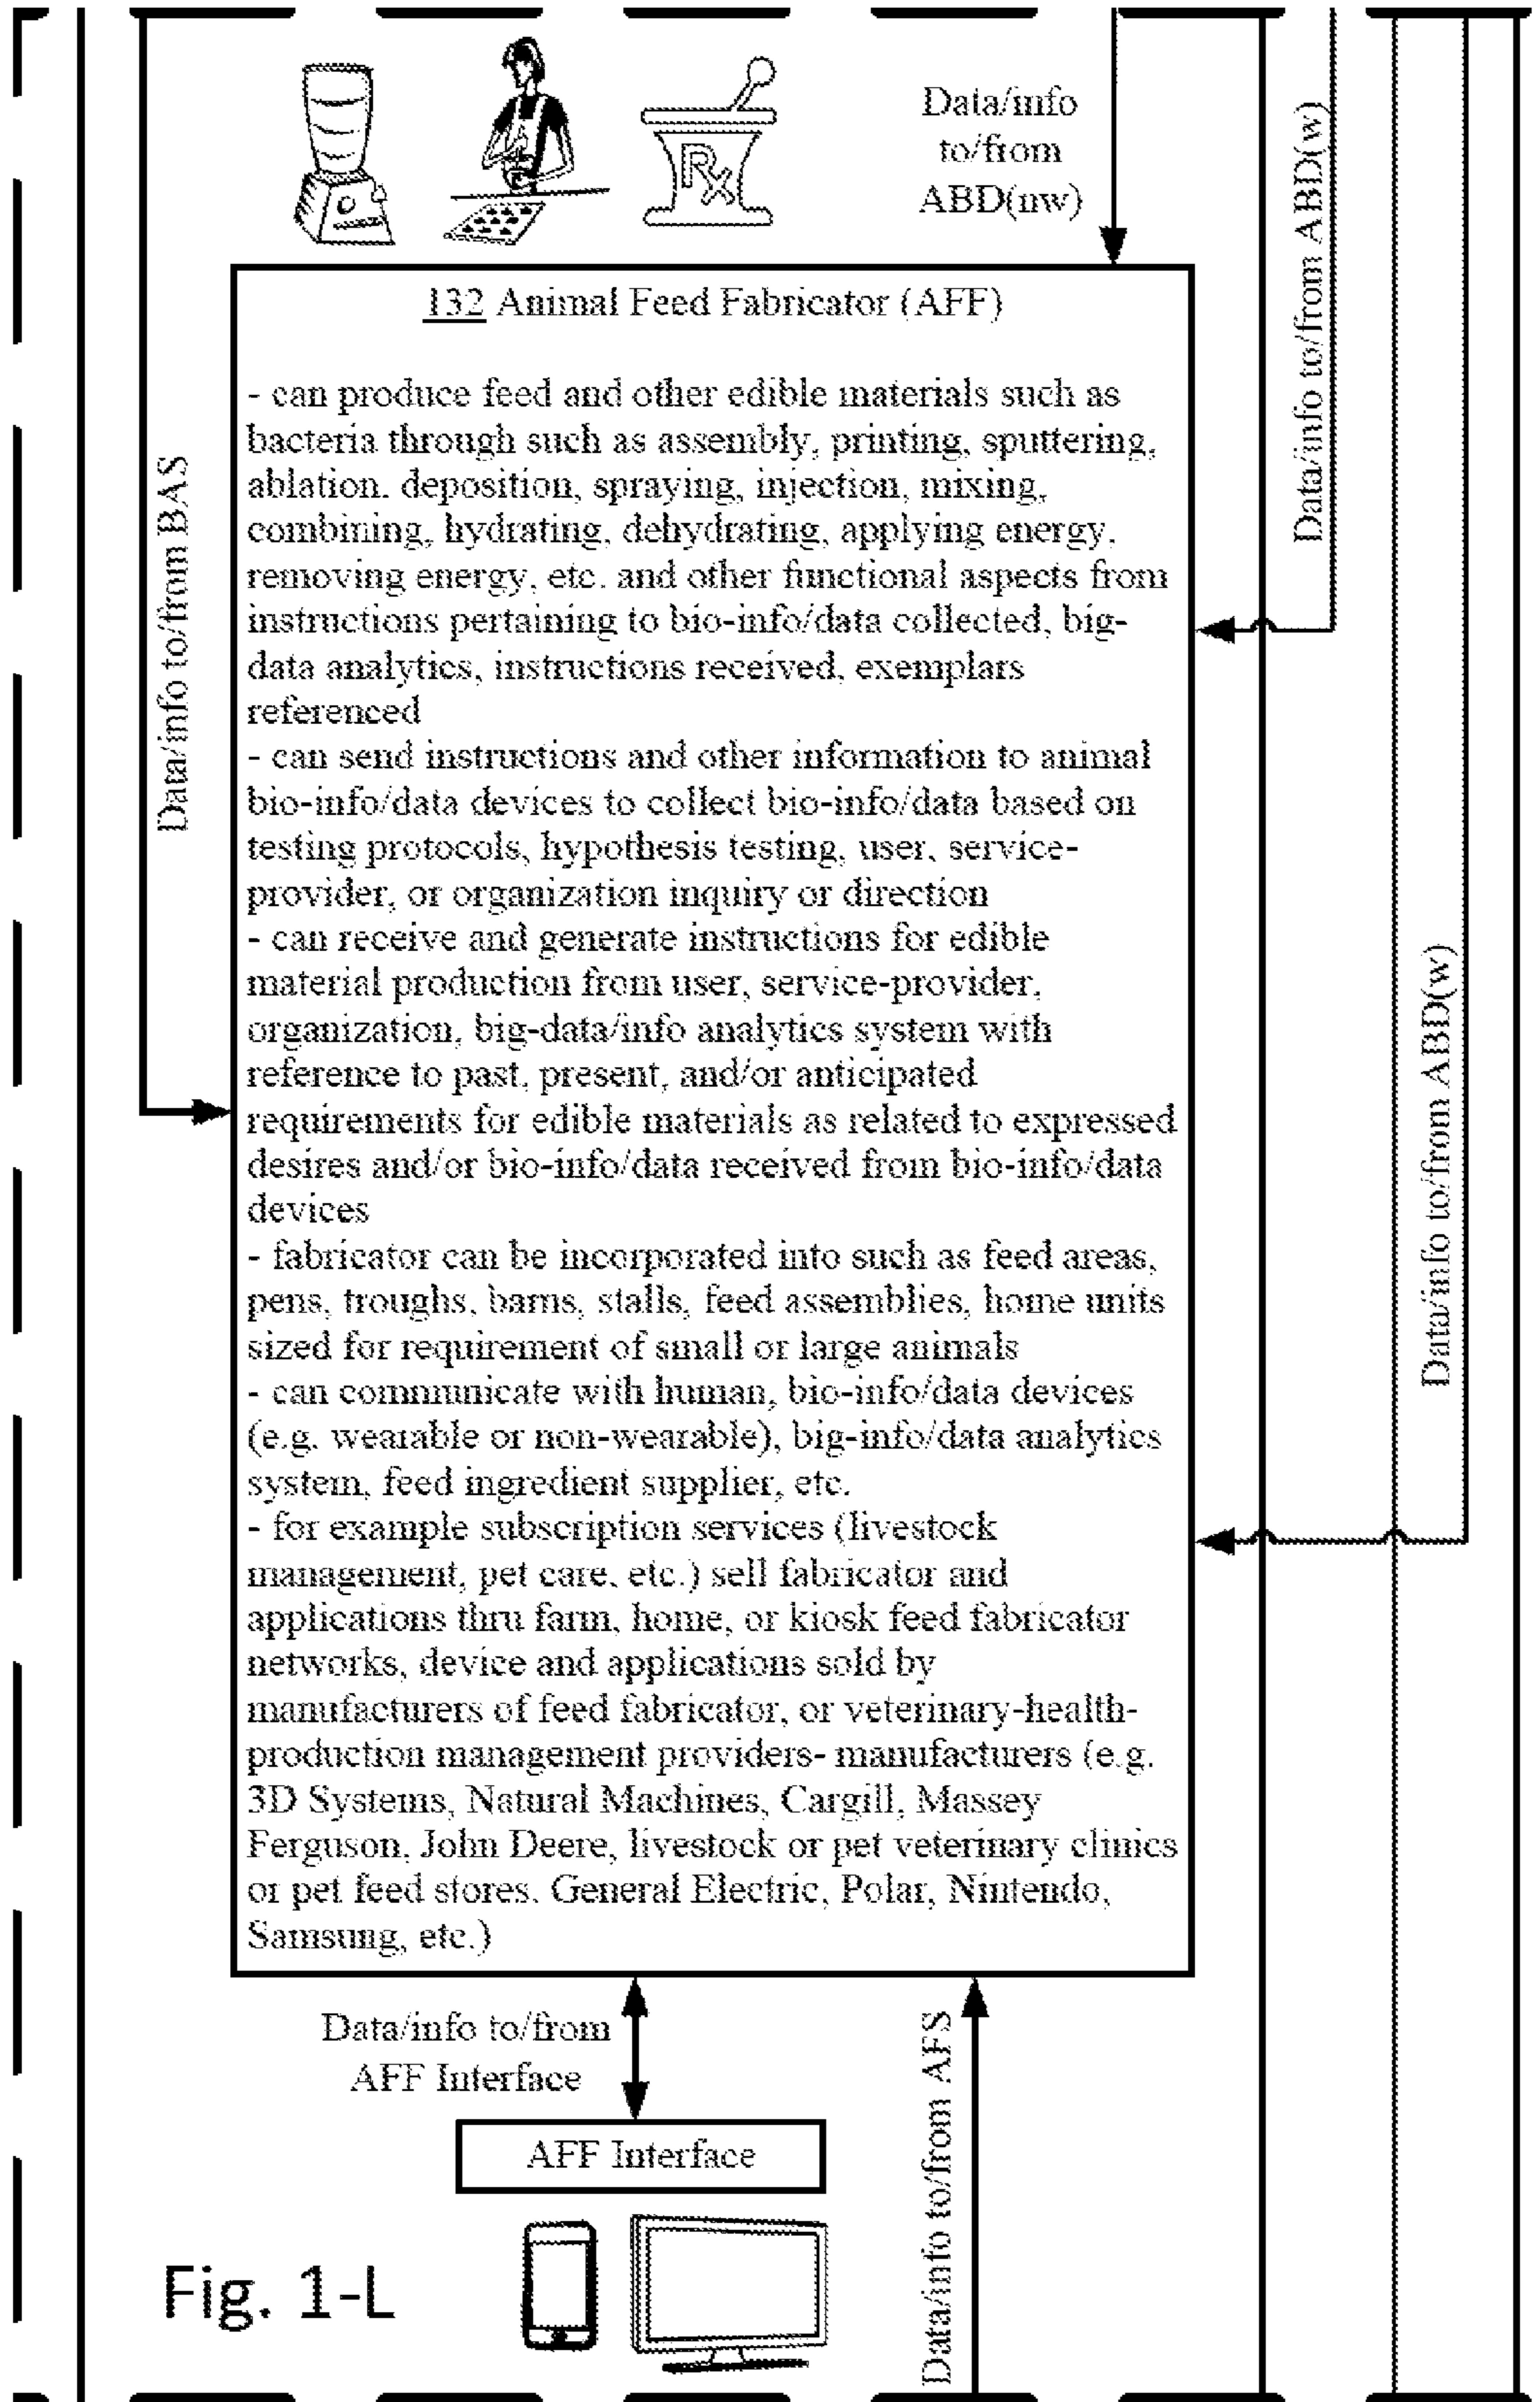 Rx
Data/info
to/from
ABD(nw)
Data/info to/from ABD(w)
Data/info to/from BAS
132 Animal Feed Fabricator (AFF)
- can produce feed and other edible materials such as
bacteria through such as assembly, printing, sputtering,
ablation, deposition, spraying, injection, mixing,
combining, hydrating, dehydrating, applying energy,
removing energy, etc. and other functional aspects from
instructions pertaining to bio-info/data collected, big-
data analytics, instructions received, exemplars
referenced
- can send instructions and other information to animal
bio-info/data devices to collect bio-info/data based on
testing protocols, hypothesis testing, user, service-
provider, or organization inquiry or direction
- can receive and generate instructions for edible
material production from user, service-provider,
organization, big-data/info analytics system with
reference to past, present, and/or anticipated
requirements for edible materials as related to expressed
desires and/or bio-info/data received from bio-info/data
devices
- fabricator can be incorporated into such as feed areas,
pens, troughs, barns, stalls, feed assemblies, home units
sized for requirement of small or large animals
- can communicate with human, bio-info/data devices
(e.g. wearable or non-wearable), big-info/data analytics
system, feed ingredient supplier, etc.
- for example subscription services (livestock
management, pet care, etc.) sell fabricator and
applications thru farm, home, or kiosk feed fabricator
networks, device and applications sold by
manufacturers of feed fabricator, or veterinary-health-
production management providers- manufacturers (e.g.
3D Systems, Natural Machines, Cargill, Massey
Ferguson, John Deere, livestock or pet veterinary clinics
or pet feed stores, General Electric, Polar, Nintendo,
Samsung, etc.)
Data/info to/from ABD(w)
Data/info to/from
AFF Interface
Data/info to/from AFS
AFF Interface
Fig. 1-L